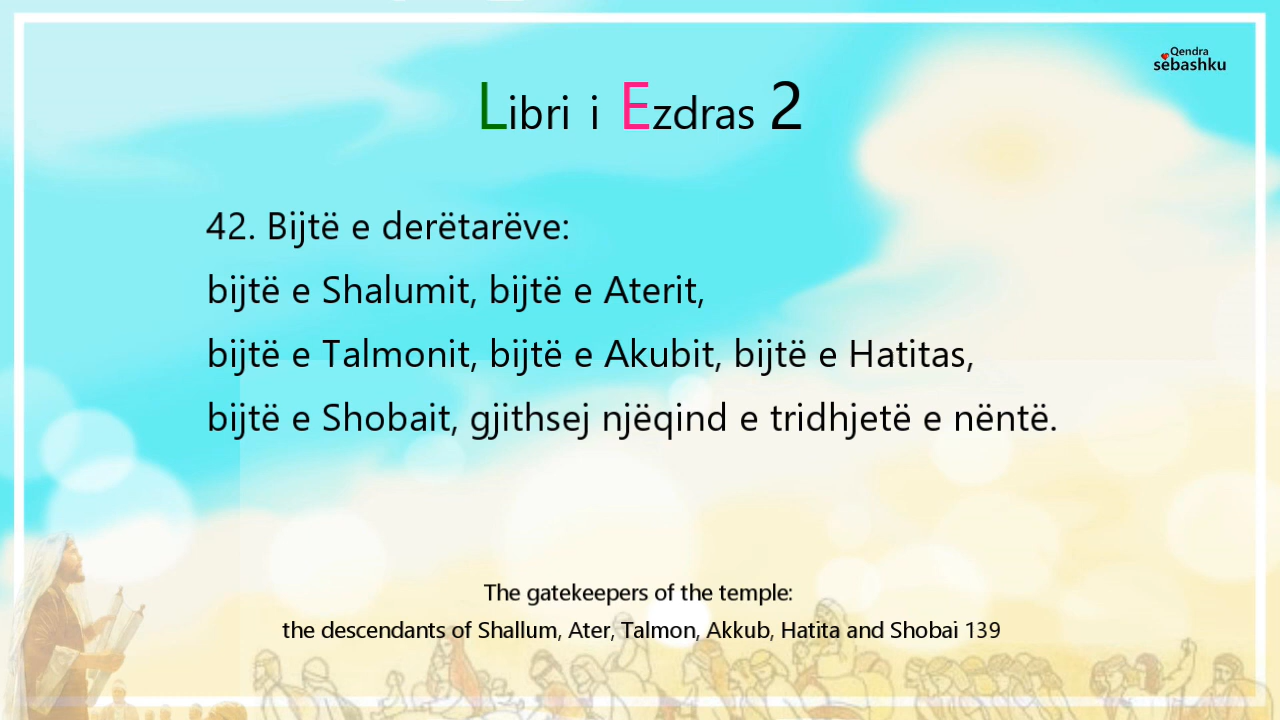 Qendra
sëbashku
Libri i Ezdras 2
42. Bijtë e derëtarëve:
bijtë e Shalumit, bijtë e Aterit,
bijtë e Talmonit, bijtë e Akubit, bijtë e Hatitas,
bijtë e Shobait, gjithsej njëqind e tridhjetë e nëntë.
The gatekeepers of the temple:
the descendants of Shallum, Ater, Talmon, Akkub, Hatita and Shobai 139